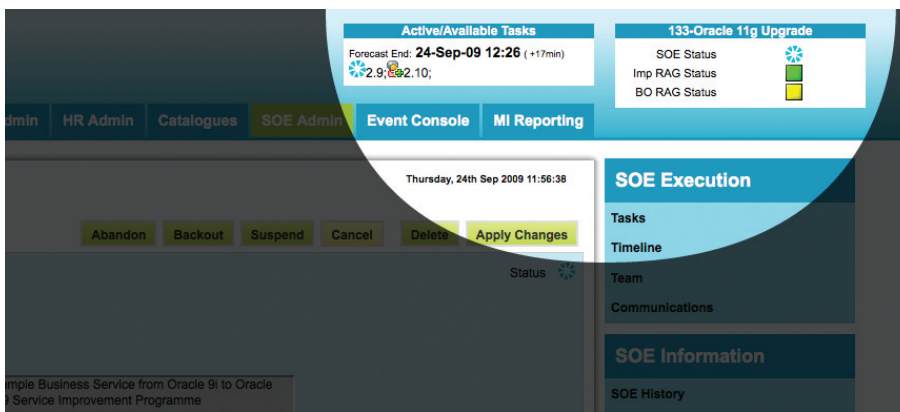 Active/Available Tasks
Forecast End: 24-Sep-09 12:26 ( +17min)
2.9; 2.10;
133-Oracle 11g Upgrade
SOE Status
Imp RAG Status
BO RAG Status
dmin HR Admin Catalogues SOE Admin Event Console MI Reporting
Thursday, 24th Sep 2009 11:56:38
Abandon Backout Suspend Cancel Delete Apply Changes
Status
SOE Execution
Tasks
Timeline
Team
Communications
SOE Information
SOE History
mple Business Service from Oracle 9i to Oracle
9 Service Improvement Programme